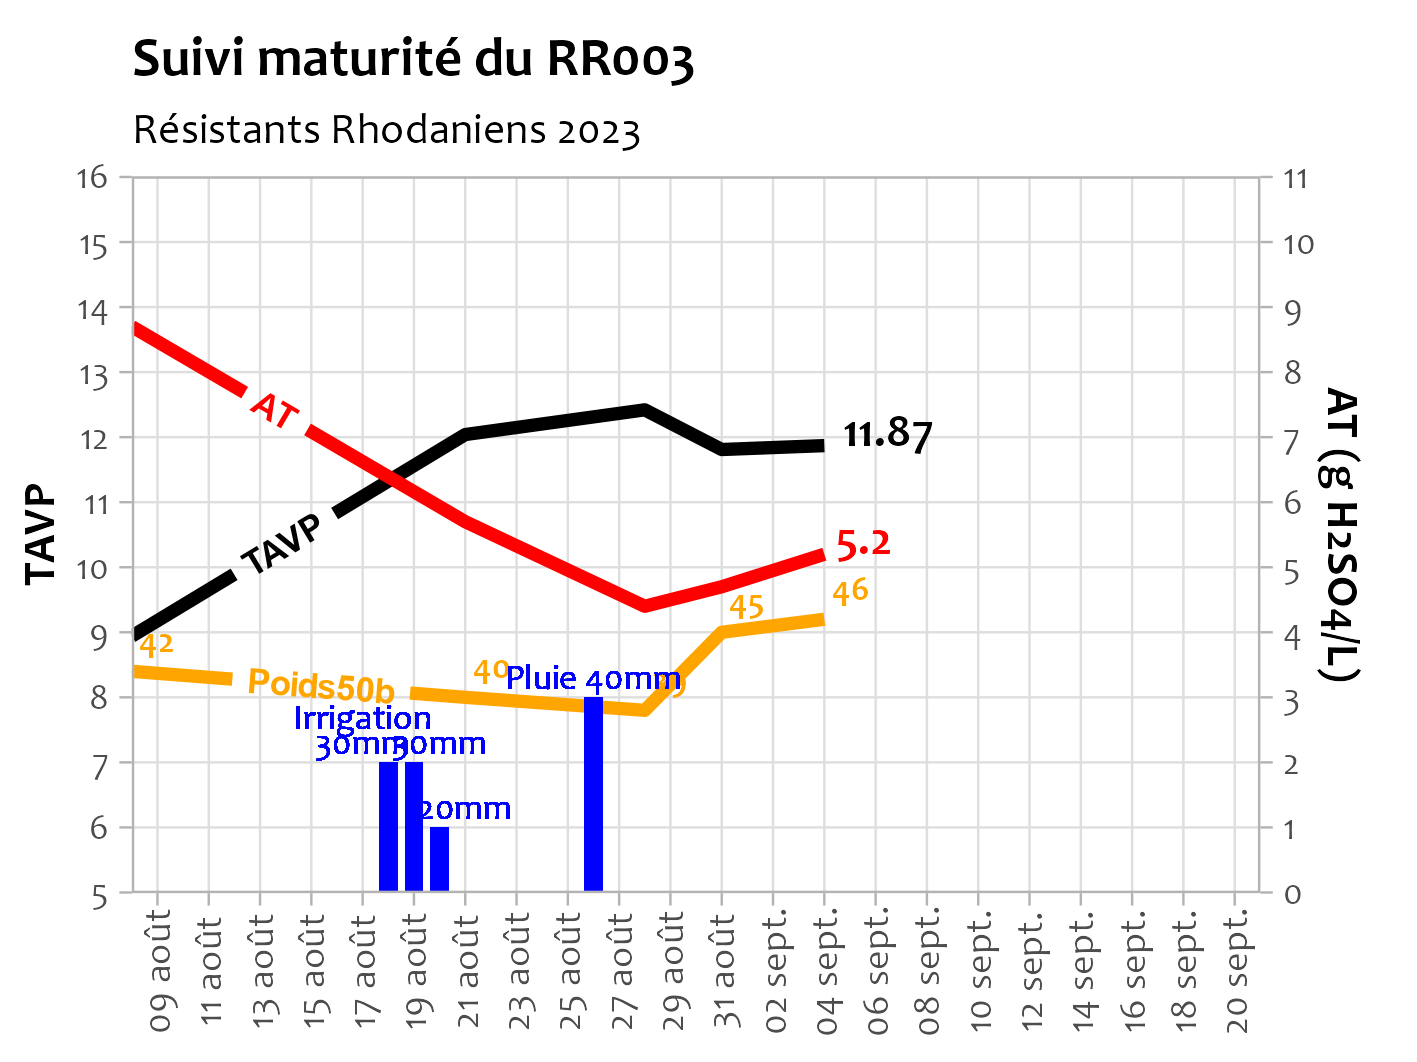 Suivi maturité du RR003
Résistants Rhodaniens 2023
16
15
14
13
12
11
10
9
8
7
6
5
TAVP
11
10
9
8
7
6
5
4
3
2
1
0
AT (g H2SO4/L)
AT
TAVP
11.87
5.2
42
Poids50b
40
45
46
Pluie 40mm
Irrigation
30mm
30mm
20mm
09 août
11 août
13 août
15 août
17 août
19 août
21 août
23 août
25 août
27 août
29 août
31 août
02 sept.
04 sept.
06 sept.
08 sept.
10 sept.
12 sept.
14 sept.
16 sept.
18 sept.
20 sept.